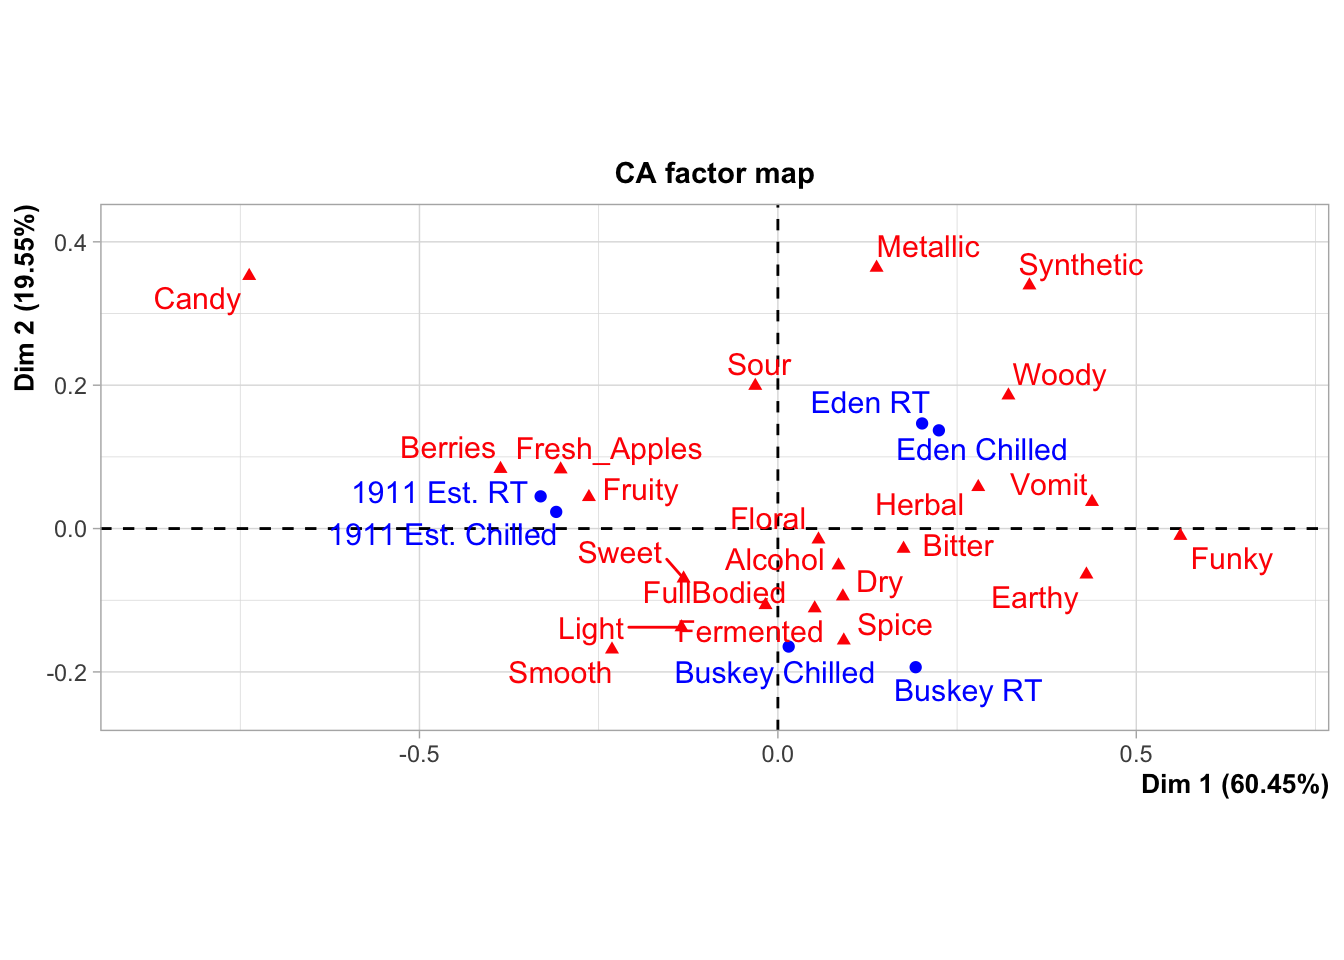 CA factor map
Dim 2 (19.55%)
0.4
0.2
0.0
-0.2
Metallic
Synthetic
Candy
Sour
Woody
Eden RT
Eden Chilled
Berries
Fresh_Apples
1911 Est. RT
Fruity
Vomit
Herbal
Floral
1911 Est. Chilled
Sweet
Alcohol
Bitter
Funky
FullBodied
Dry
Earthy
Light
Fermented
Spice
Smooth
Buskey Chilled
Buskey RT
-0.5
0.0
0.5
Dim 1 (60.45%)